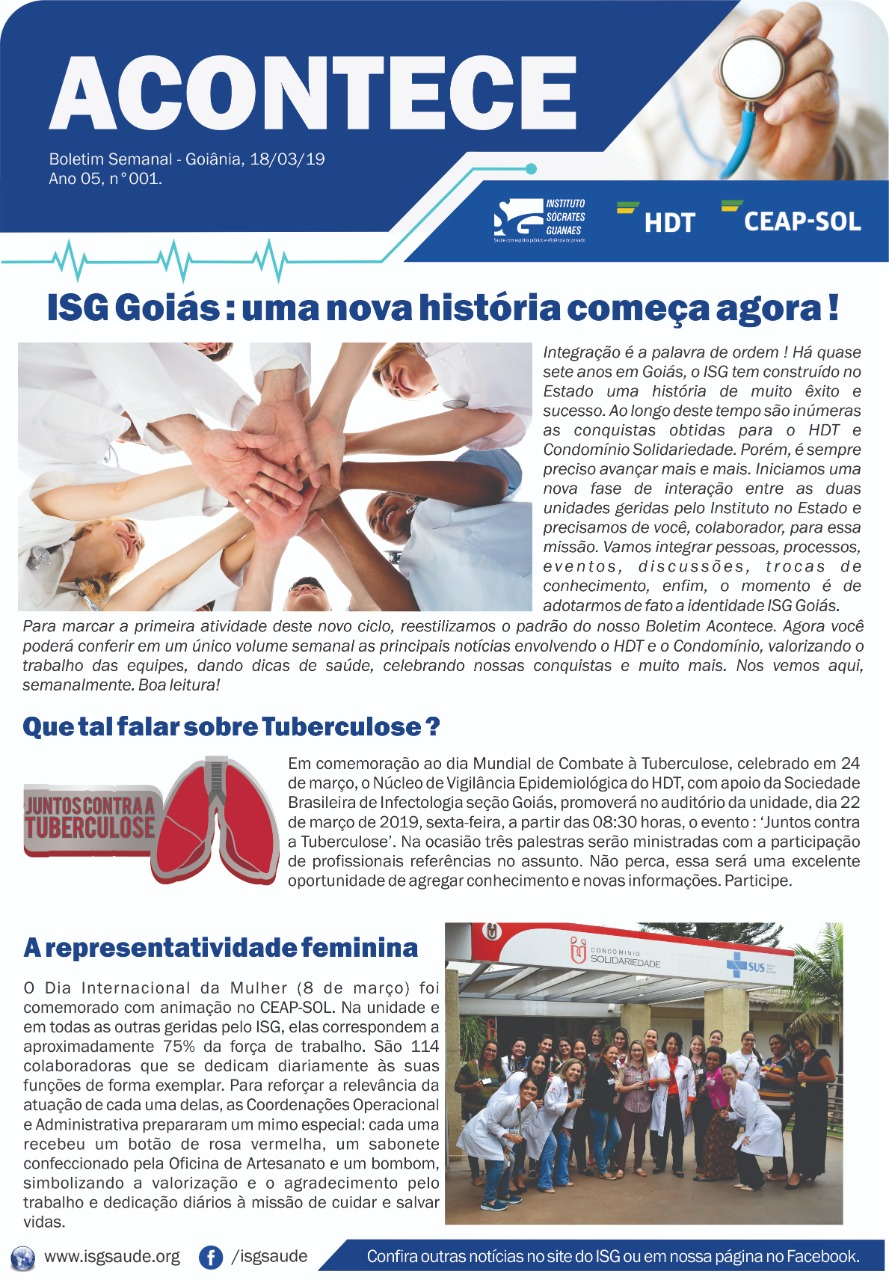 ACONTECE
Boletim Semanal - Goiânia, 18/03/19
Ano 05, n°001.
INSTITUTO
SÓCRATES
GUANAES
HDT
CEAP-SOL
ISG Goiás : uma nova história começa agora !
Integração é a palavra de ordem ! Há quase
sete anos em Goiás, o ISG tem construído no
Estado uma história de muito êxito e
sucesso. Ao longo deste tempo são inúmeras
as conquistas obtidas para o HDT e
Condomínio Solidariedade. Porém, é sempre
preciso avançar mais e mais. Iniciamos uma
nova fase de interação entre as duas
unidades geridas pelo Instituto no Estado e
precisamos de você, colaborador, para essa
missão. Vamos integrar pessoas, processos,
eventos, discussões, trocas de
conhecimento, enfim, o momento é de
adotarmos de fato a identidade ISG Goiás.
Para marcar a primeira atividade deste novo ciclo, reestilizamos o padrão do nosso Boletim Acontece. Agora você
poderá conferir em um único volume semanal as principais notícias envolvendo o HDT e o Condomínio, valorizando o
trabalho das equipes, dando dicas de saúde, celebrando nossas conquistas e muito mais. Nos vemos aqui,
semanalmente. Boa leitura!
Que tal falar sobre Tuberculose ?
JUNTOS CONTRA A
TUBERCULOSE
Em comemoração ao dia Mundial de Combate à Tuberculose, celebrado em 24
de março, o Núcleo de Vigilância Epidemiológica do HDT, com apoio da Sociedade
Brasileira de Infectologia seção Goiás, promoverá no auditório da unidade, dia 22
de março de 2019, sexta-feira, a partir das 08:30 horas, o evento : ‘Juntos contra
a Tuberculose’. Na ocasião três palestras serão ministradas com a participação
de profissionais referências no assunto. Não perca, essa será uma excelente
oportunidade de agregar conhecimento e novas informações. Participe.
A representatividade feminina
O Dia Internacional da Mulher (8 de março) foi
comemorado com animação no CEAP-SOL. Na unidade e
em todas as outras geridas pelo ISG, elas correspondem a
aproximadamente 75% da força de trabalho. São 114
colaboradoras que se dedicam diariamente às suas
funções de forma exemplar. Para reforçar a relevância da
atuação de cada uma delas, as Coordenações Operacional
e Administrativa prepararam um mimo especial: cada uma
recebeu um botão de rosa vermelha, um sabonete
confeccionado pela Oficina de Artesanato e um bombom,
simbolizando a valorização e o agradecimento pelo
trabalho e dedicação diários à missão de cuidar e salvar
vidas.
CONDOMINIO
SOLIDARIEDADE
SUS
www.isgsaude.org
/isgsaude
Confira outras notícias no site do ISG ou em nossa página no Facebook.